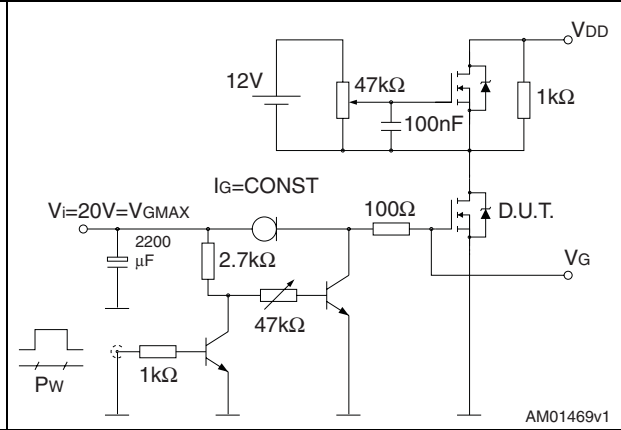 VDD
12V
47kΩ
1kΩ
100nF
IG=CONST
Vi=20V=VGMAX
100Ω
D.U.T.
2200
μF
2.7kΩ
VG
47kΩ
1kΩ
PW
AM01469v1